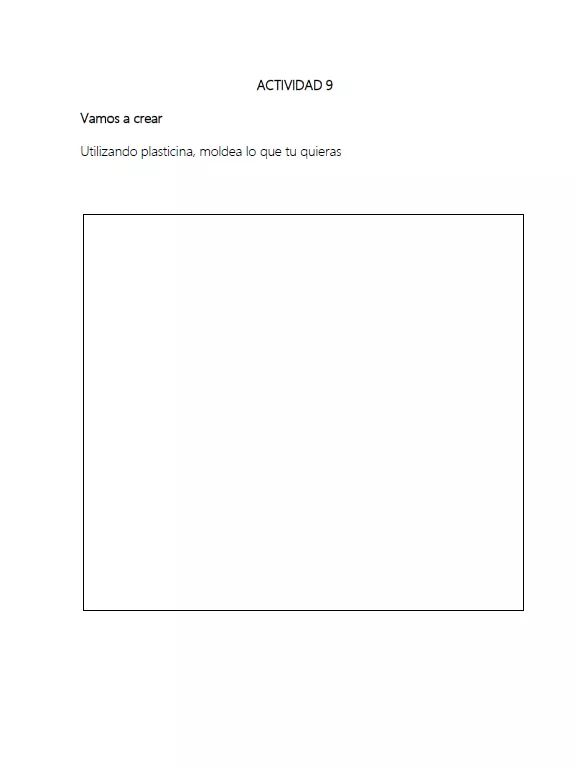 ACTIVIDAD 9
Vamos a crear
Utilizando plasticina, moldea lo que tu quieras